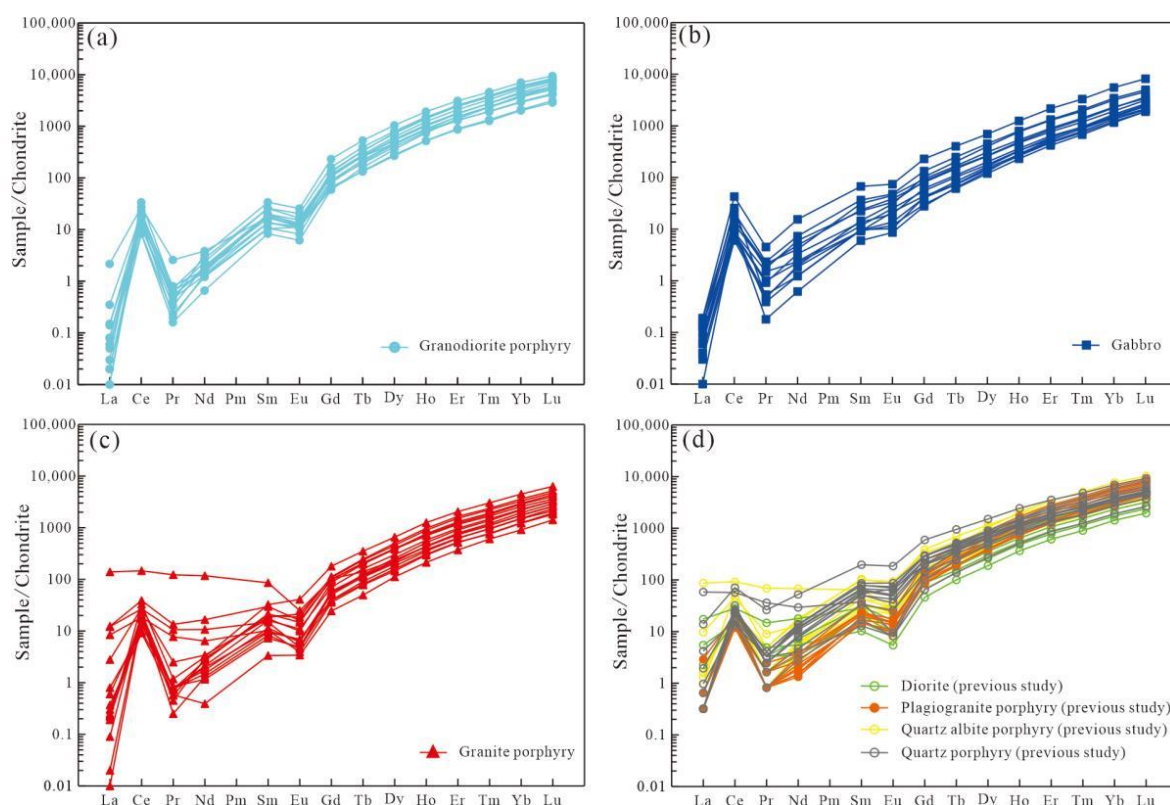 (a)
Sample/Chondrite
100,000
10,000
1000
100
10
1
0.1
0.01
La Ce Pr Nd Pm Sm Eu Gd Tb Dy Ho Er Tm Yb Lu
Granodiorite porphyry
(b)
Sample/Chondrite
100,000
10,000
1000
100
10
1
0.1
0.01
La Ce Pr Nd Pm Sm Eu Gd Tb Dy Ho Er Tm Yb Lu
Gabbro
(c)
Sample/Chondrite
100,000
10,000
1000
100
10
1
0.1
0.01
La Ce Pr Nd Pm Sm Eu Gd Tb Dy Ho Er Tm Yb Lu
Granite porphyry
(d)
Sample/Chondrite
100,000
10,000
1000
100
10
1
0.1
0.01
La Ce Pr Nd Pm Sm Eu Gd Tb Dy Ho Er Tm Yb Lu
Diorite (previous study)
Plagiogranite porphyry (previous study)
Quartz albite porphyry (previous study)
Quartz porphyry (previous study)